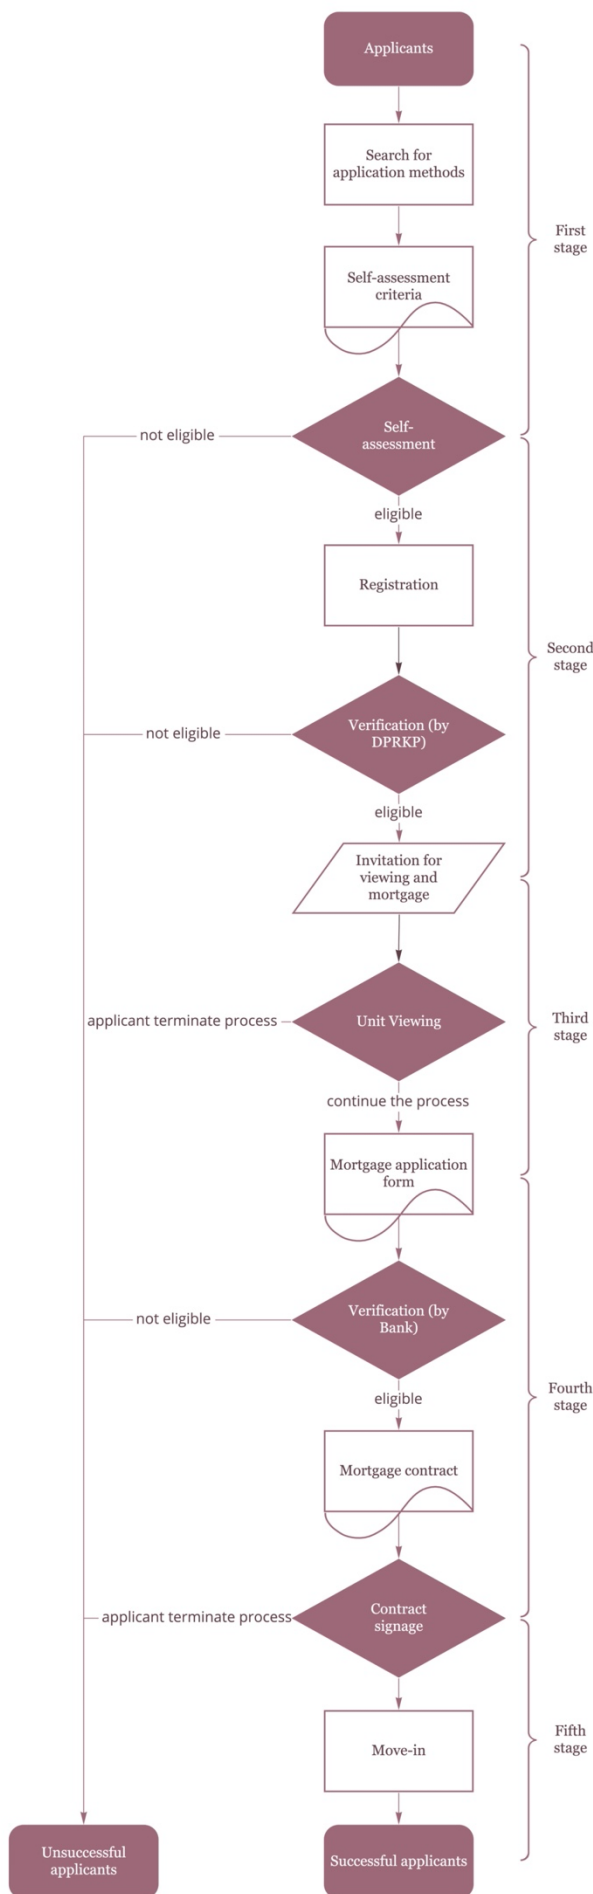 Applicants
Search for
application methods
First
stage
Self-assessment
criteria
not eligible
Self-
assessment
eligible
Registration
Second
stage
not eligible
Verification (by
DPRKP)
eligible
Invitation for
viewing and
mortgage
applicant terminate process
Unit Viewing
Third
stage
continue the process
Mortgage application
form
not eligible
Verification (by
Bank)
Fourth
stage
eligible
Mortgage contract
applicant terminate process
Contract
signage
Move-in
Fifth
stage
Unsuccessful
applicants
Successful applicants